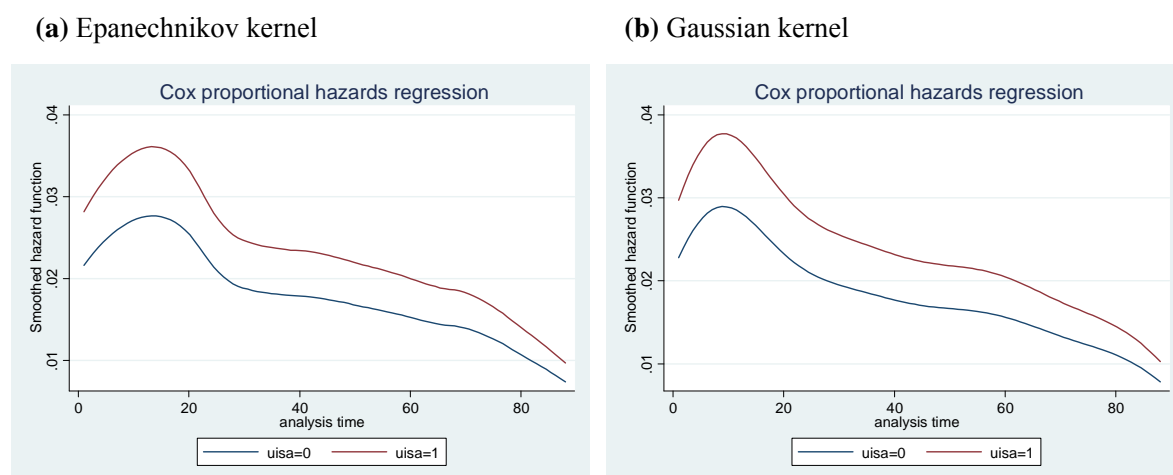 (a) Epanechnikov kernel
Cox proportional hazards regression
Smoothed hazard function
.04
.03
.02
.01
0 20 40 60 80
analysis time
uisa=0 uisa=1
(b) Gaussian kernel
Cox proportional hazards regression
Smoothed hazard function
.04
.03
.02
.01
0 20 40 60 80
analysis time
uisa=0 uisa=1